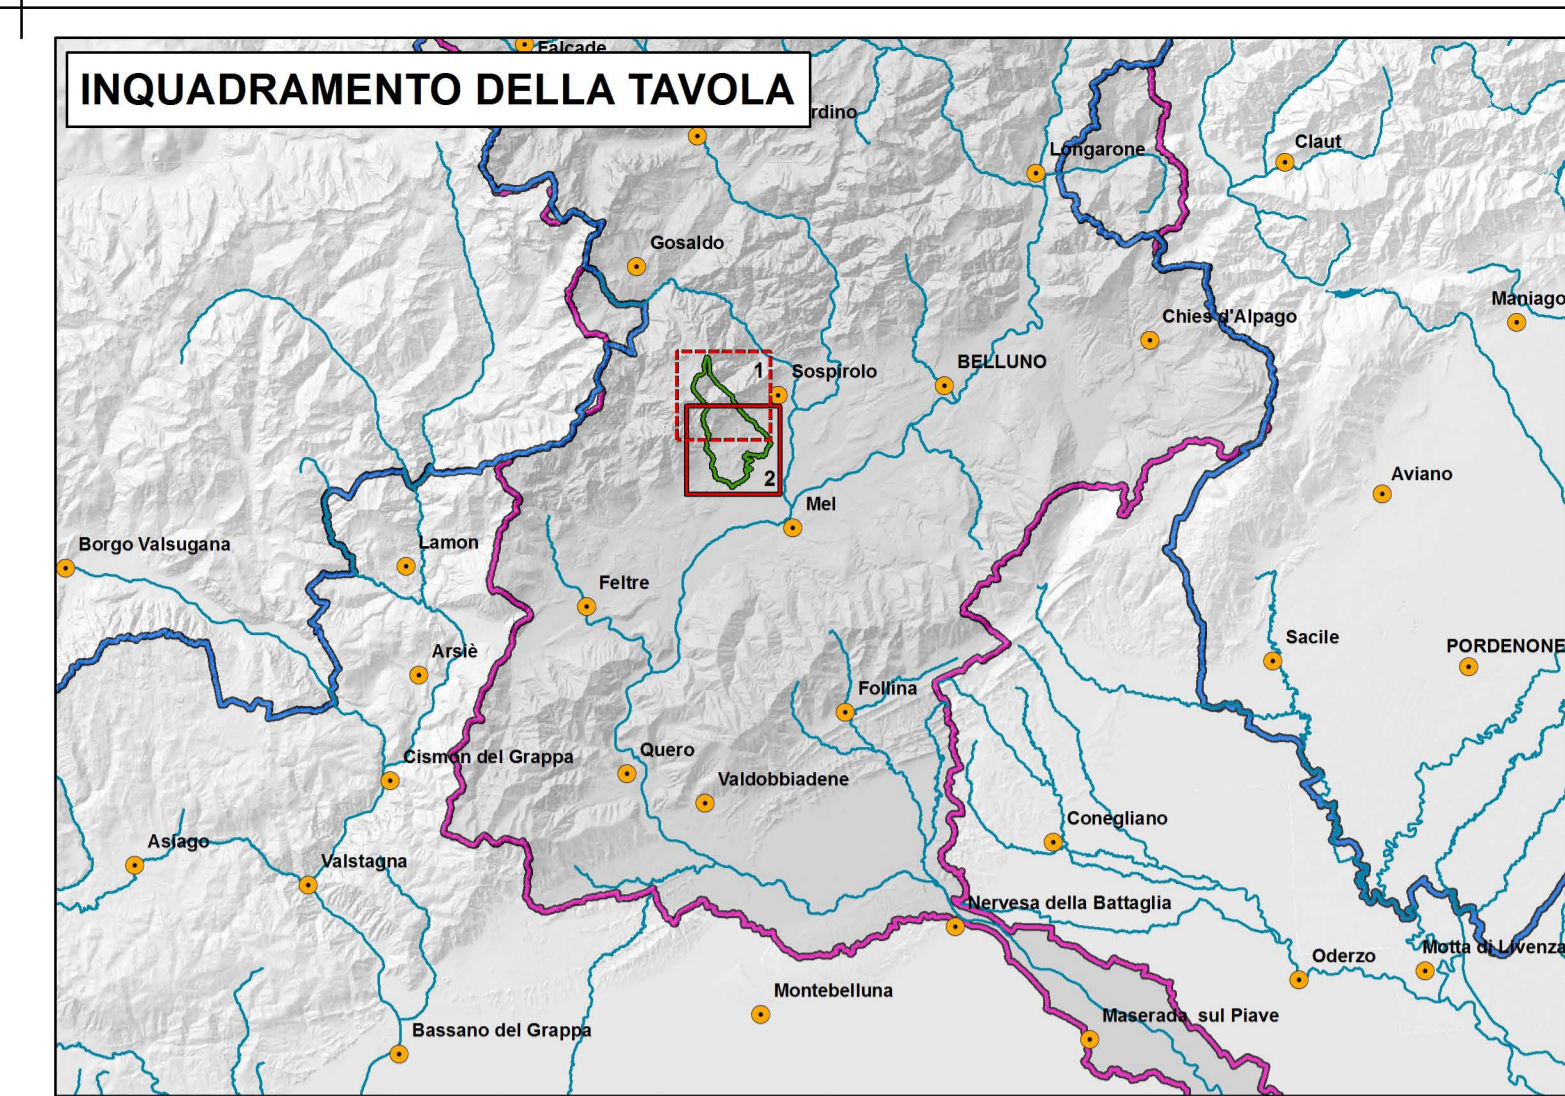 Falcade
INQUADRAMENTO DELLA TAVOLA
rdino
Longarone
Claut
Gosaldo
Maniago
Chies d'Alpago
BELLUNO
1
Sospirolo
2
Aviano
Mel
Borgo Valsugana
Lamon
Feltre
Sacile
PORDENONE
Arsiè
Follina
Quero
Cismon del Grappa
Valdobbiadene
Conegliano
Asiago
Valstagna
Nervesa della Battaglia
Motta di Livenza
Oderzo
Montebelluna
Maserada sul Piave
Bassano del Grappa